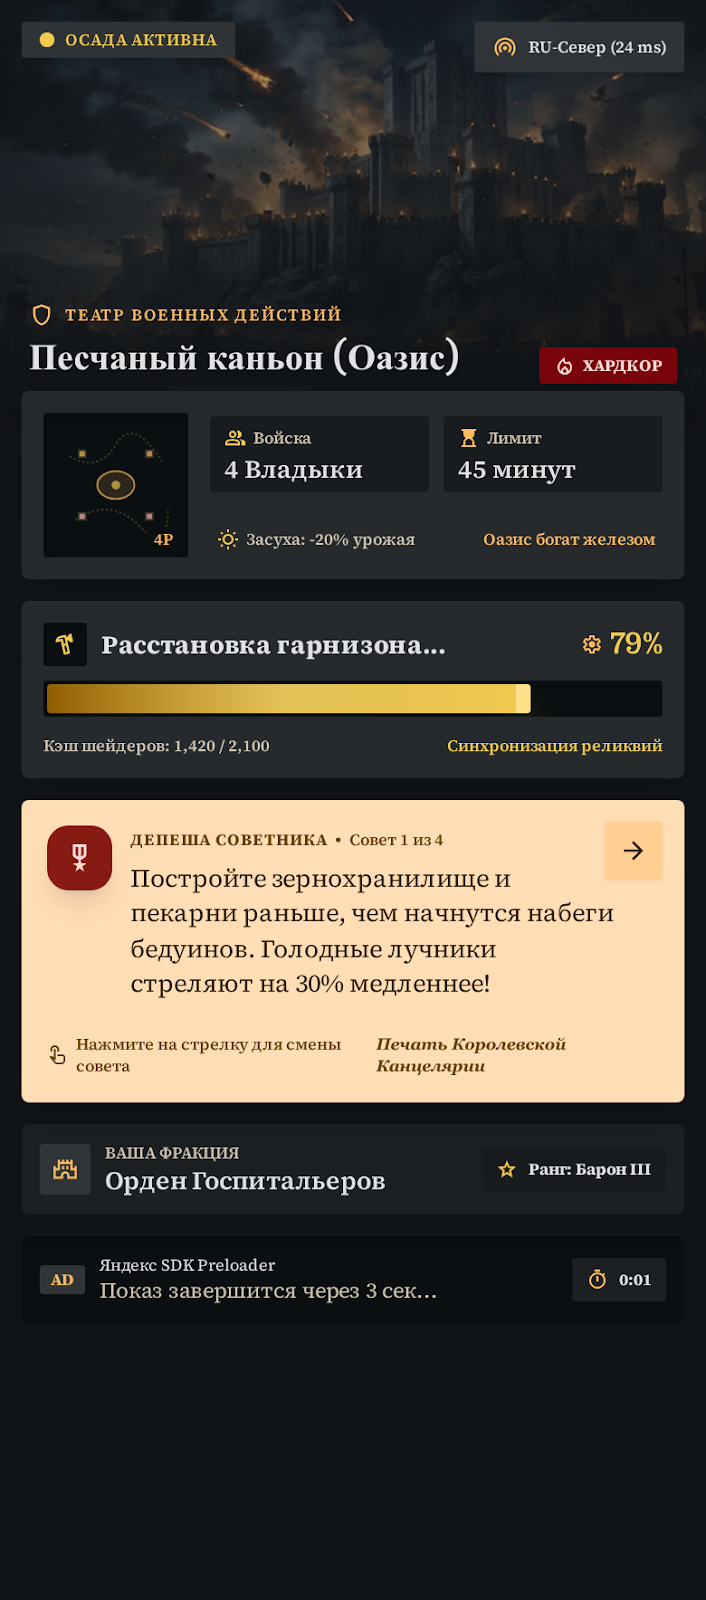 ОСАДА АКТИВНА
RU-Север (24 ms)
ТЕАТР ВОЕННЫХ ДЕЙСТВИЙ
Песчаный каньон (Оазис)
ХАРДКОР
4P
Войска
4 Владыки
Лимит
45 минут
Засуха: -20% урожая
Оазис богат железом
Расстановка гарнизона...
79%
Кэш шейдеров: 1,420 / 2,100
Синхронизация реликвий
ДЕПЕША СОВЕТНИКА • Совет 1 из 4
Постройте зернохранилище и
пекарни раньше, чем начнутся набеги
бедуинов. Голодные лучники
стреляют на 30% медленнее!
Нажмите на стрелку для смены
совета
Печать Королевской
Канцелярии
ВАША ФРАКЦИЯ
Орден Госпитальеров
Ранг: Барон III
AD
Яндекс SDK Preloader
Показ завершится через 3 сек...
0:01